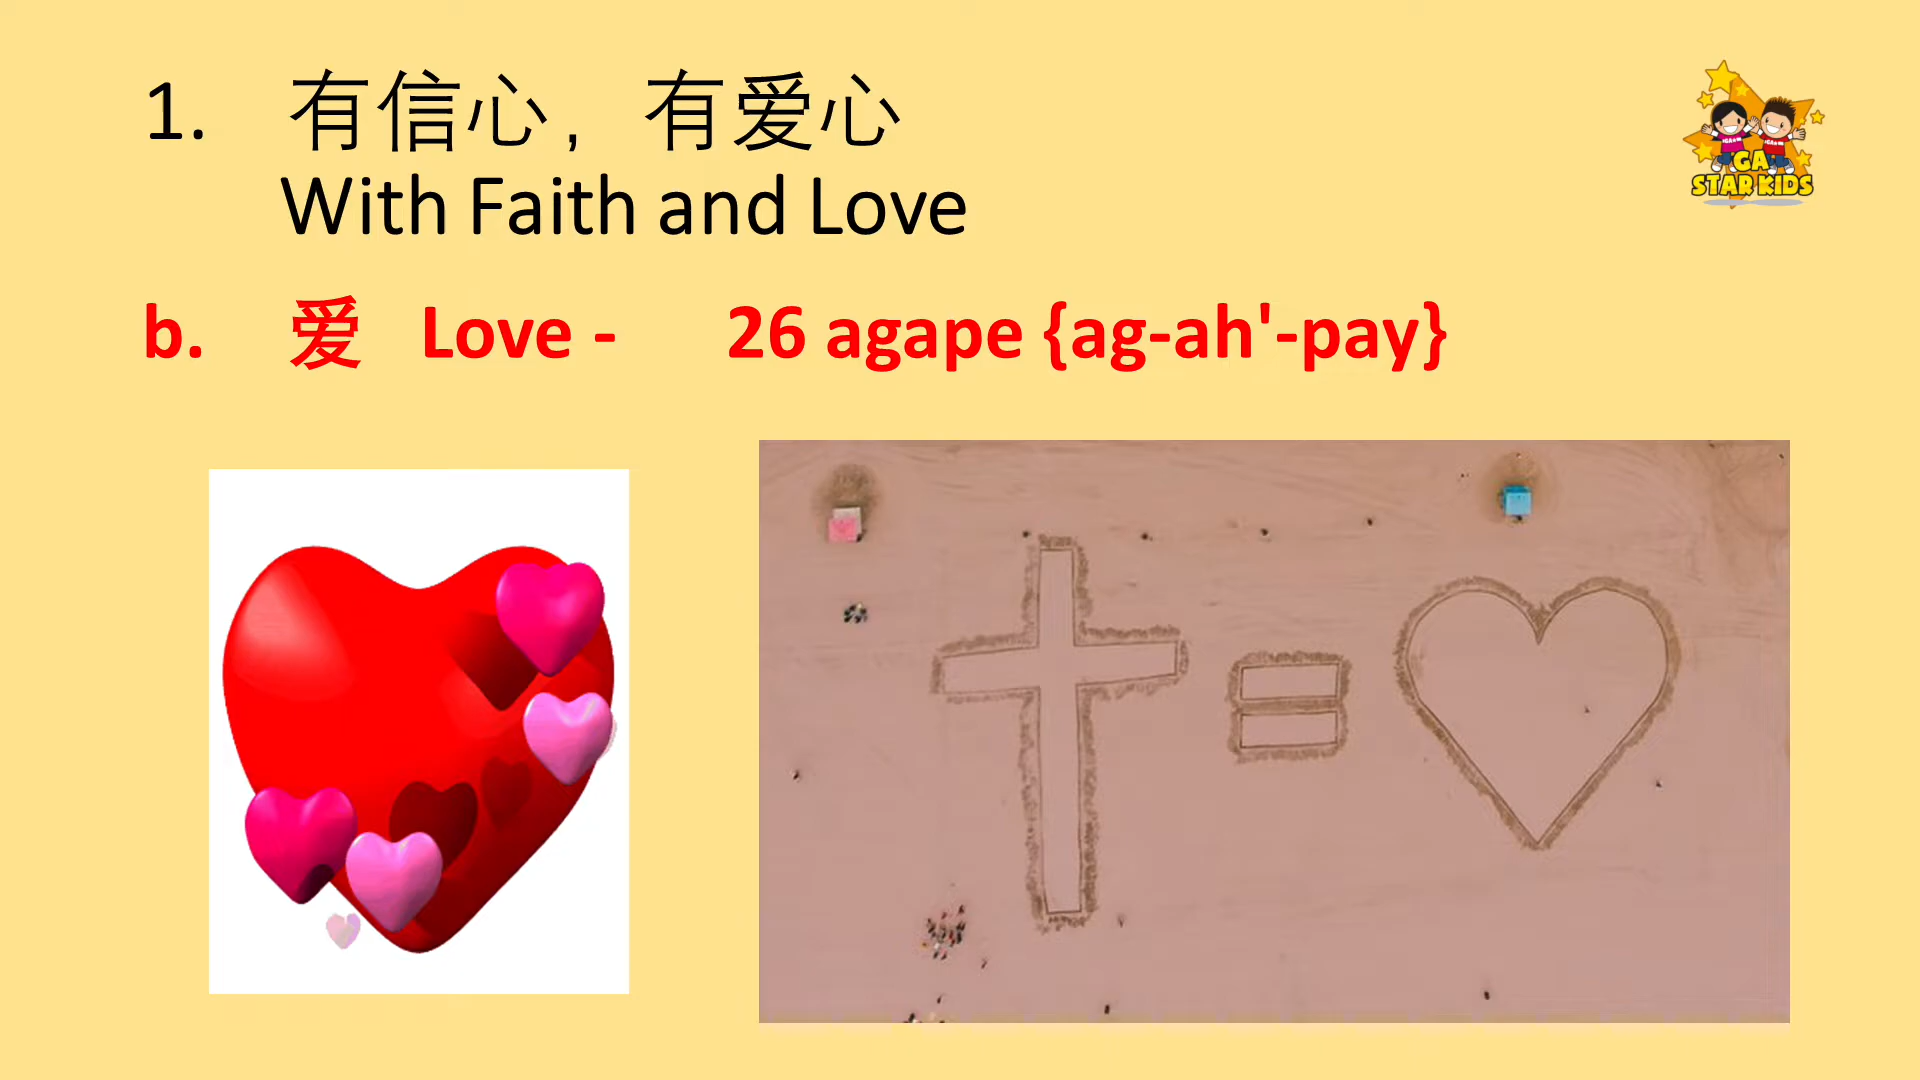 1. 有信心, 有爱心
With Faith and Love
b. 爱 Love - 26 agape {ag-ah'-pay}
GA
STAR KIDS